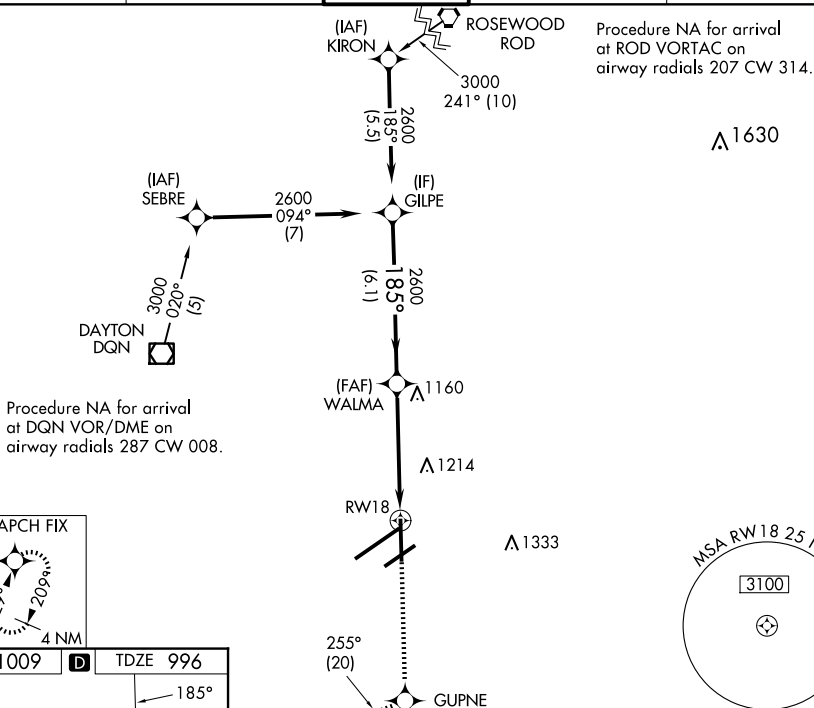 (IAF)
KIRON
ROSEWOOD
ROD
Procedure NA for arrival
at ROD VORTAC on
airway radials 207 CW 314.
3000
241° (10)
2600
185°
(5.5)
1630
(IAF)
SEBRE
2600
094°
(7)
(IF)
GILPE
3000
020°
(5)
2600
185°
(6.1)
DAYTON
DQN
(FAF)
WALMA
1160
Procedure NA for arrival
at DQN VOR/DME on
airway radials 287 CW 008.
1214
RW18
1333
APCH FIX
209°
4 NM
MSA RW18 25
3100
1009 D TDZE 996
185°
255°
(20)
GUPNE